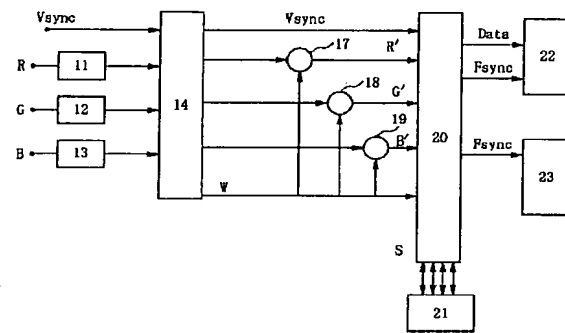 Vsync
Vsync
17
Data
22
R
11
R'
Fsync
18
G
12
14
G'
20
19
B
13
B'
Fsync
23
W
S
21